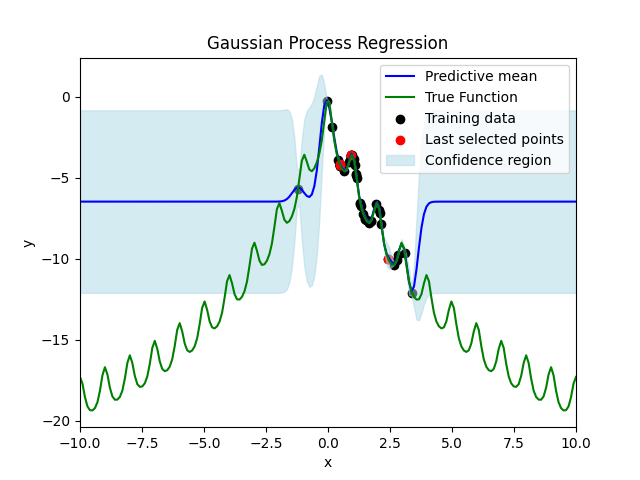 Gaussian Process Regression
Predictive mean
True Function
Training data
Last selected points
Confidence region
y
0
−5
−10
−15
−20
−10.0 −7.5 −5.0 −2.5 0.0 2.5 5.0 7.5 10.0
x